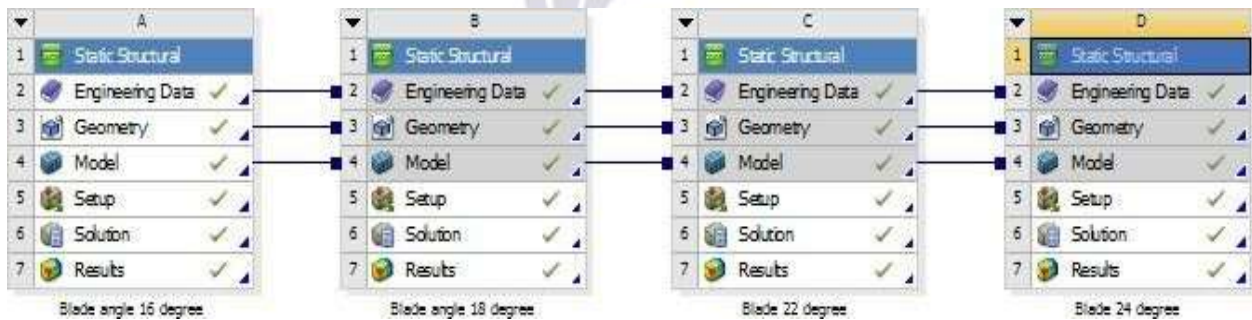 A
1 Static Structural
2 Engineering Data
3 Geometry
4 Model
5 Setup
6 Solution
7 Results
Blade angle 16 degree
B
1 Static Structural
2 Engineering Data
3 Geometry
4 Model
5 Setup
6 Solution
7 Results
Blade angle 18 degree
C
1 Static Structural
2 Engineering Data
3 Geometry
4 Model
5 Setup
6 Solution
7 Results
Blade 22 degree
D
1 Static Structural
2 Engineering Data
3 Geometry
4 Model
5 Setup
6 Solution
7 Results
Blade 24 degree